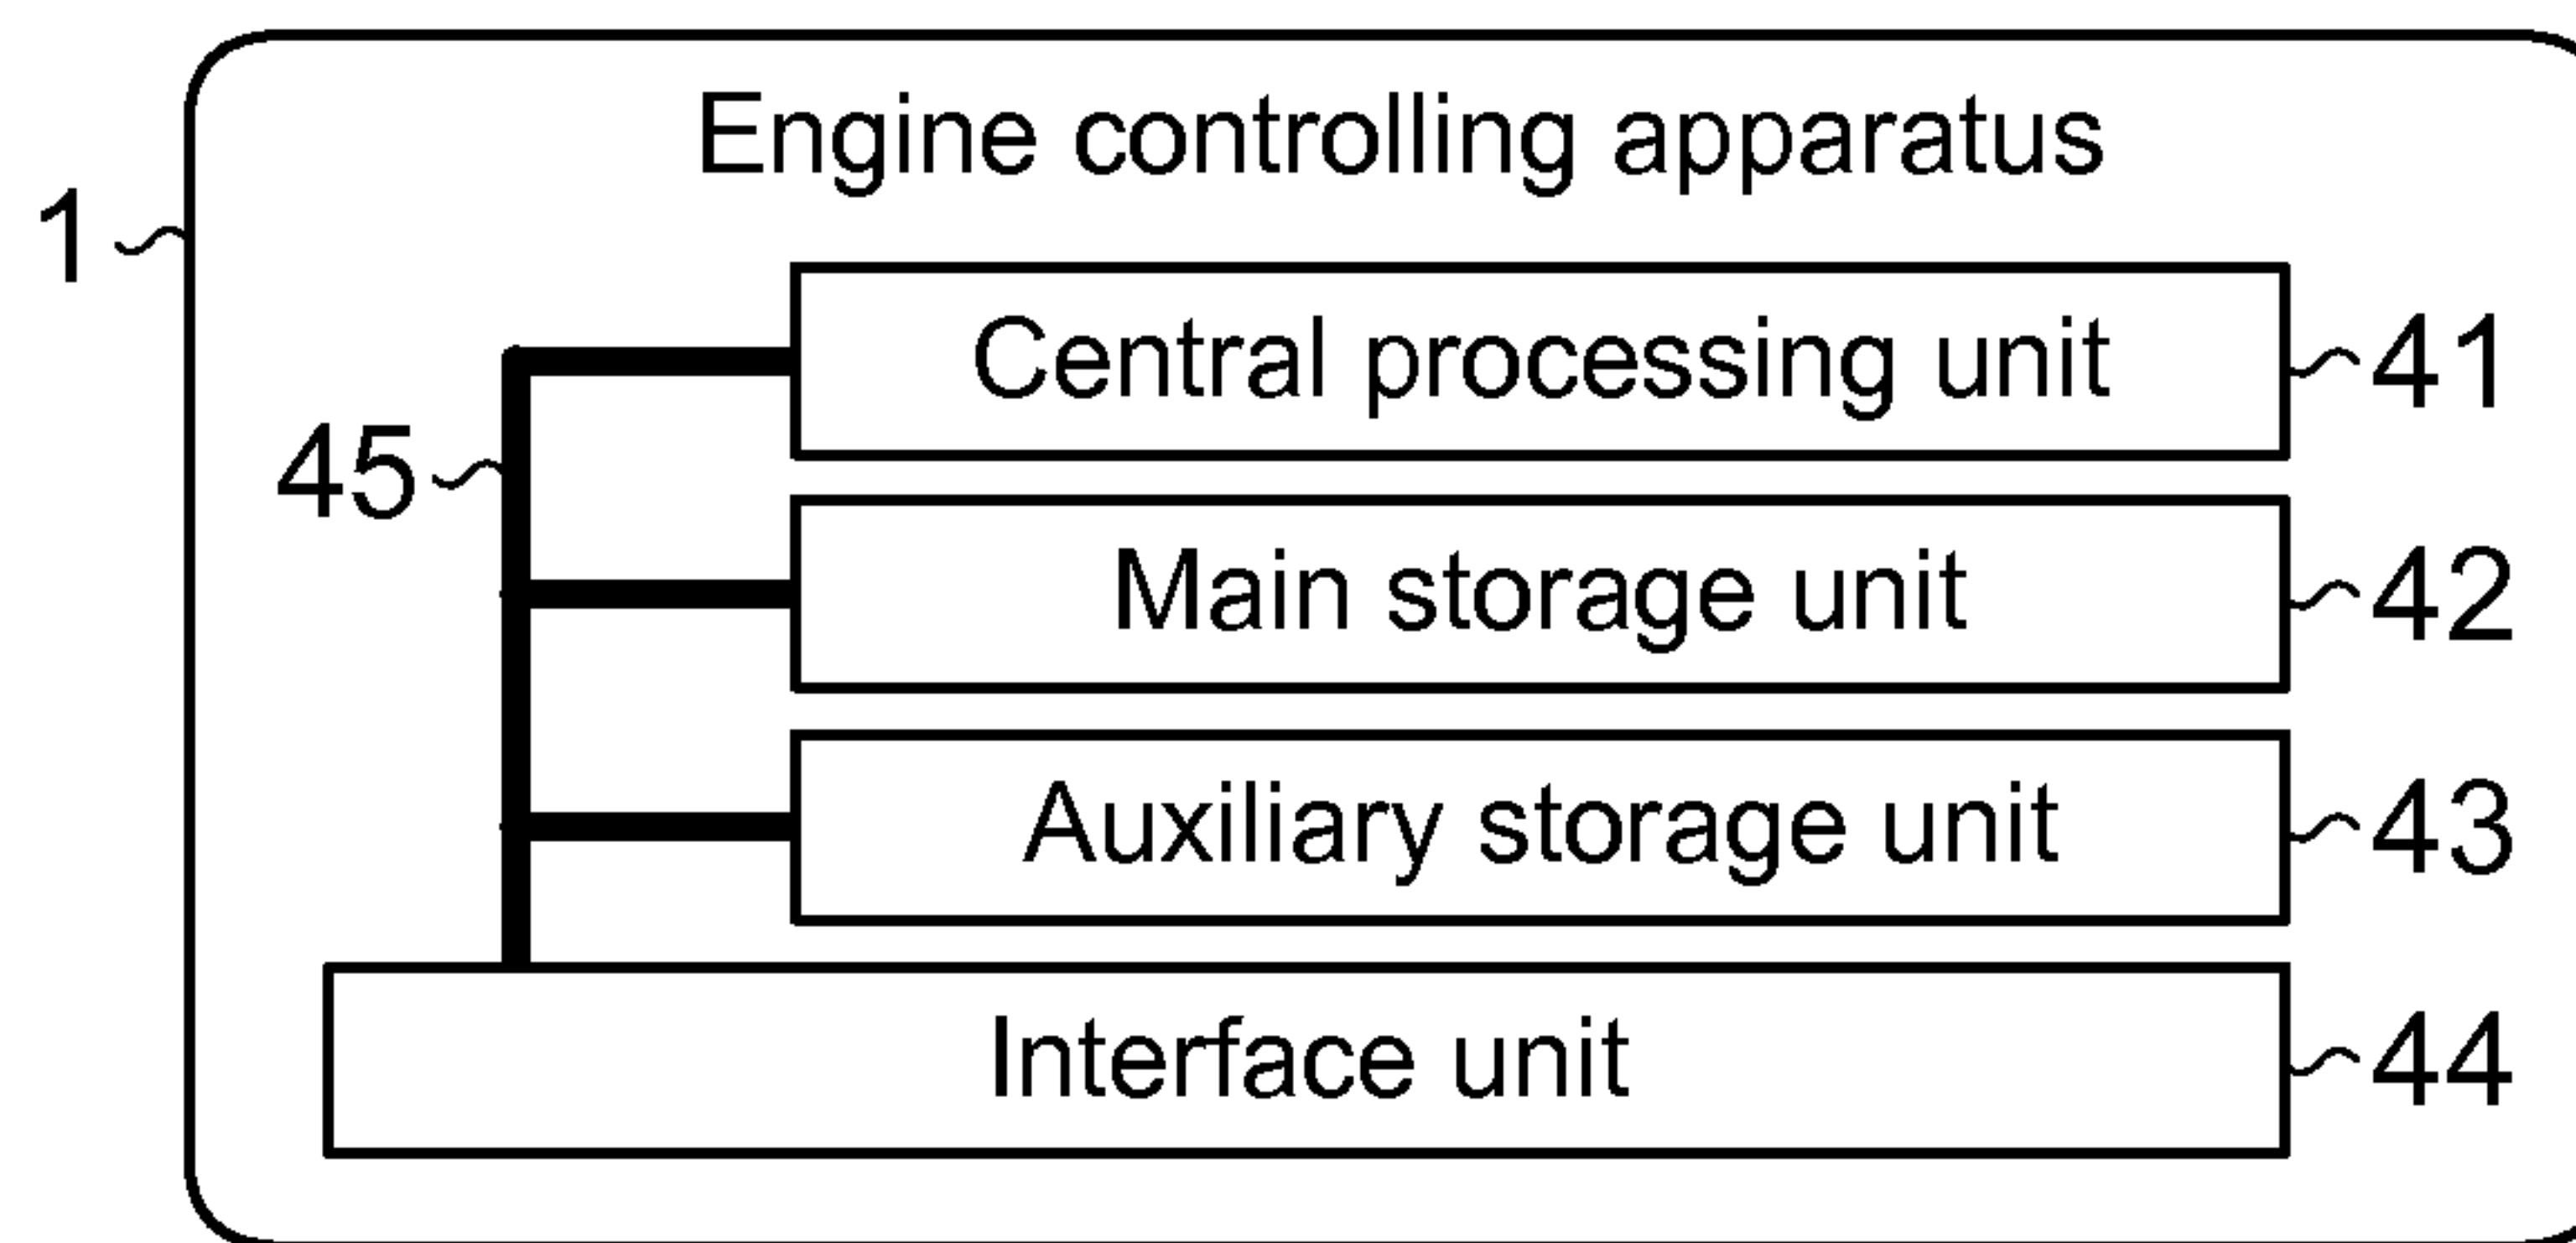 Engine controlling apparatus
1
Central processing unit
41
45
Main storage unit
42
Auxiliary storage unit
43
Interface unit
44